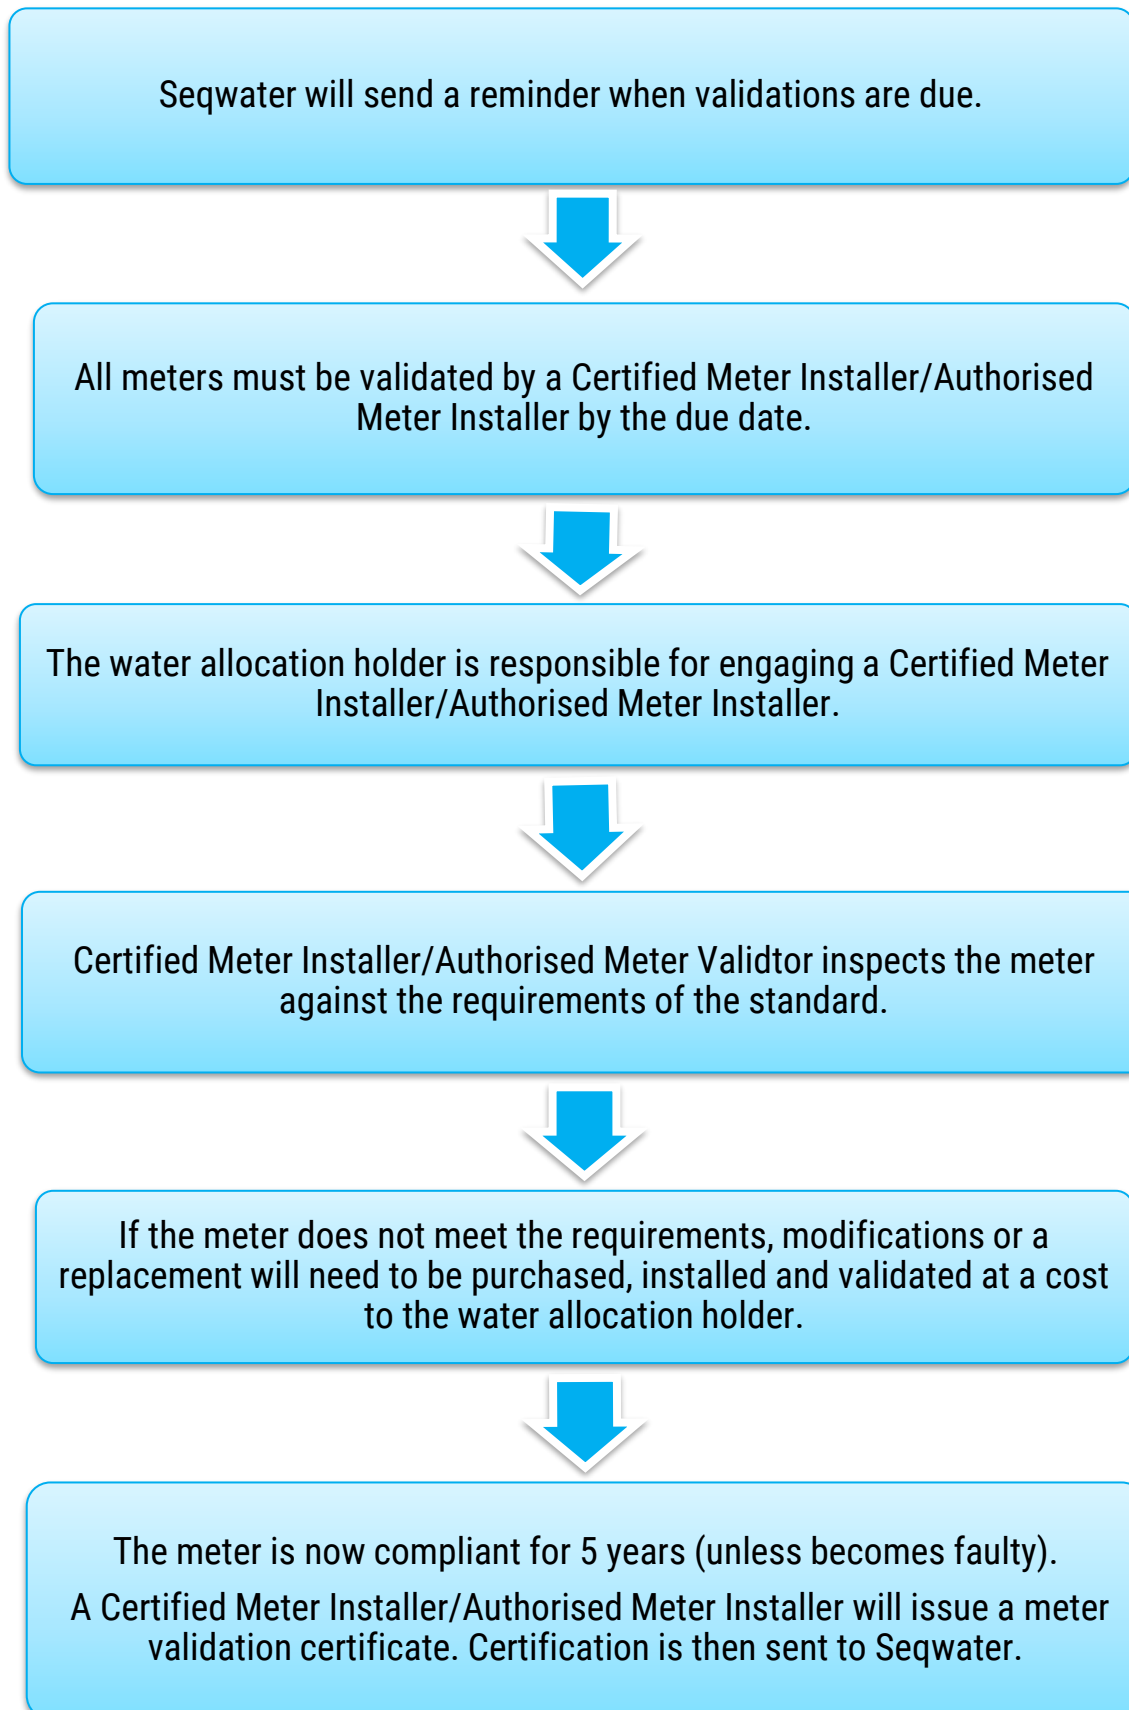 Seqwater will send a reminder when validations are due.
All meters must be validated by a Certified Meter Installer/Authorised
Meter Installer by the due date.
The water allocation holder is responsible for engaging a Certified Meter
Installer/Authorised Meter Installer.
Certified Meter Installer/Authorised Meter Validtor inspects the meter
against the requirements of the standard.
If the meter does not meet the requirements, modifications or a
replacement will need to be purchased, installed and validated at a cost
to the water allocation holder.
The meter is now compliant for 5 years (unless becomes faulty).
A Certified Meter Installer/Authorised Meter Installer will issue a meter
validation certificate. Certification is then sent to Seqwater.